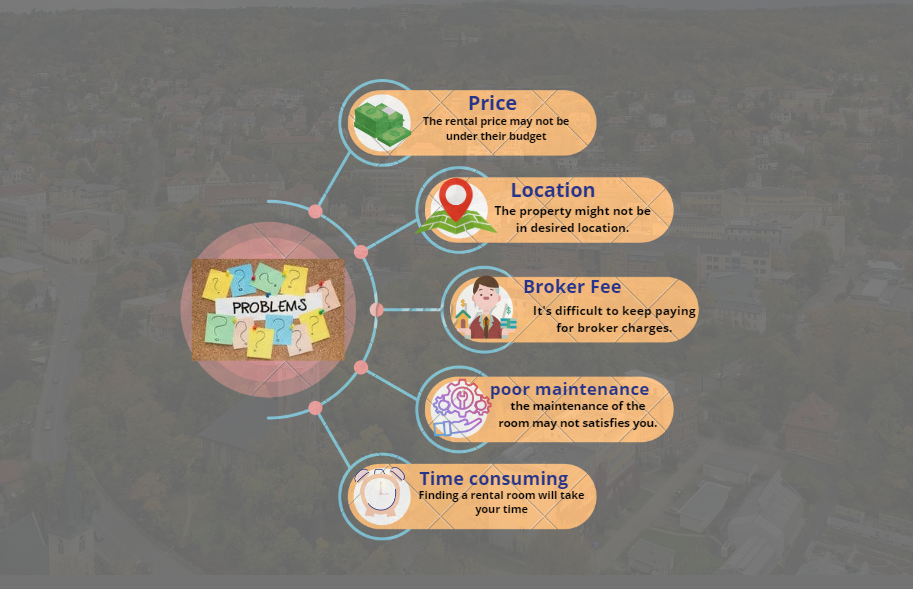 Price
The rental price may not be
under their budget
Location
The property might not be
in desired location.
Broker Fee
It's difficult to keep paying
for broker charges.
PROBLEMS
poor maintenance
the maintenance of the
room may not satisfies you.
Time consuming
Finding a rental room will take
your time